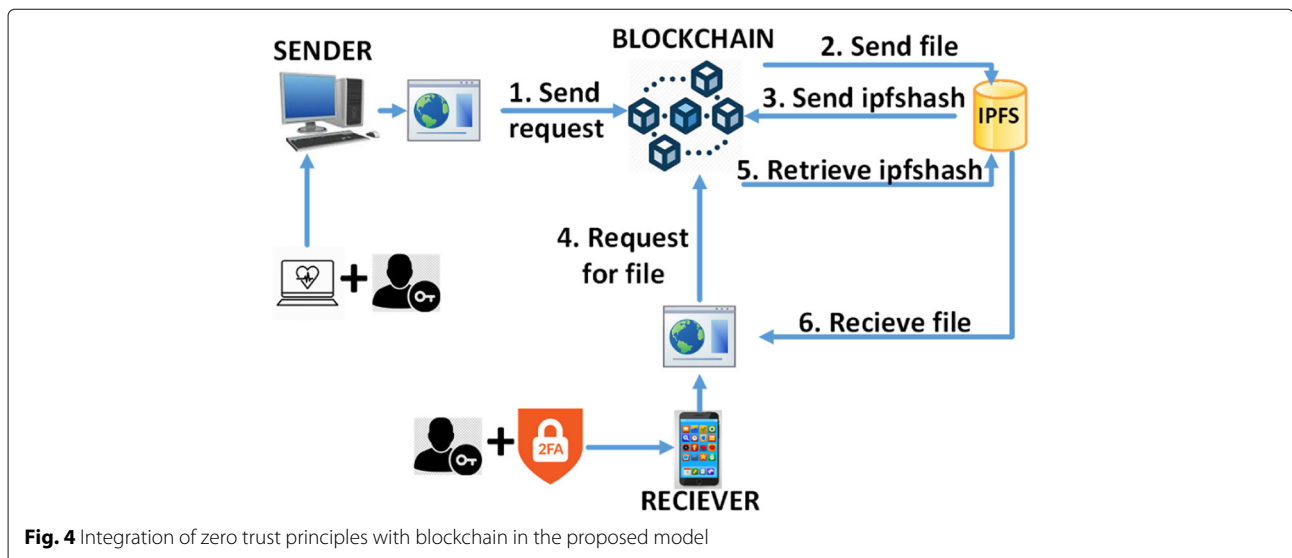 SENDER
BLOCKCHAIN
2. Send file
1. Send
request
3. Send ipfshash
IPFS
5. Retrieve ipfshash
4. Request
for file
6. Recieve file
2FA
RECIEVER
Fig. 4 Integration of zero trust principles with blockchain in the proposed model